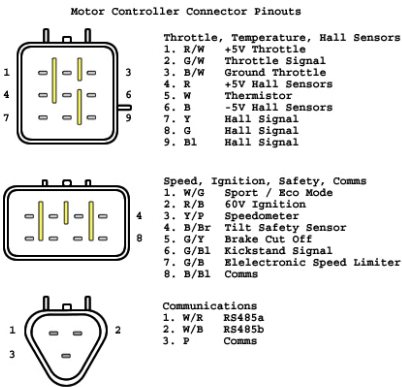 Motor Controller Connector Pinouts
Throttle, Temperature, Hall Sensors
1. R/W +5V Throttle
2. G/W Throttle Signal
3. B/W Ground Throttle
4. R +5V Hall Sensors
5. W Thermistor
6. B -5V Hall Sensors
7. Y Hall Signal
8. G Hall Signal
9. Bl Hall Signal
1 3
4 6
7 9
Speed, Ignition, Safety, Comms
1. W/G Sport / Eco Mode
2. R/B 60V Ignition
3. Y/P Speedometer
4. B/Br Tilt Safety Sensor
5. G/Y Brake Cut Off
6. G/Bl Kickstand Signal
7. G/B Elelectronic Speed Limiter
8. B/Bl Comms
4
8
Communications
1. W/R RS485a
2. W/B RS485b
3. P Comms
1 2
3